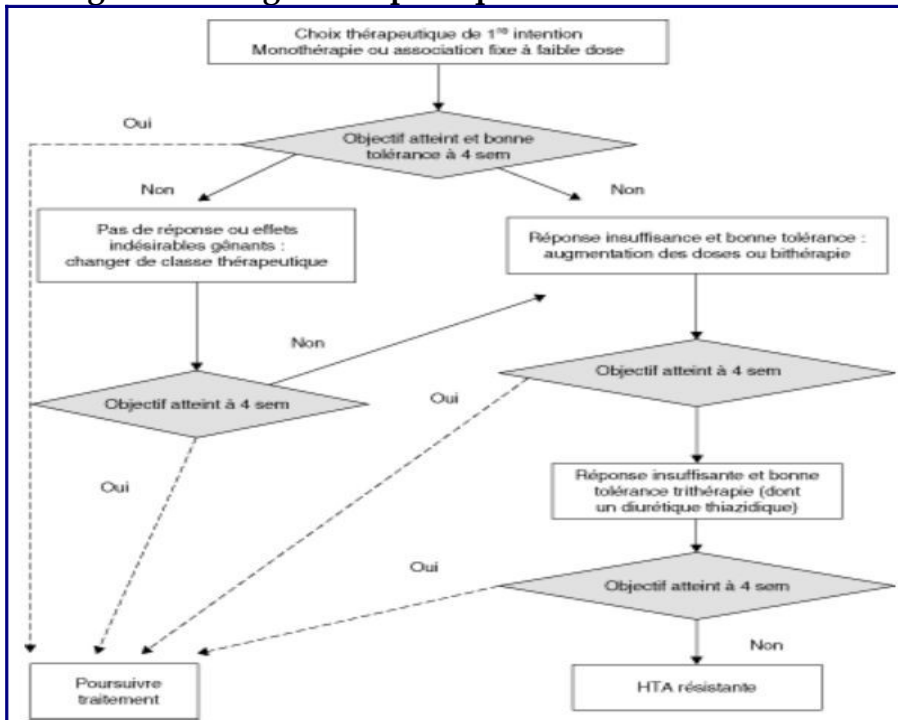 Choix thérapeutique de 1re intention
Monothérapie ou association fixe à faible dose
Oui
Objectif atteint et bonne
tolérance à 4 sem
Non
Non
Pas de réponse ou effets
indésirables gênants :
changer de classe thérapeutique
Réponse insuffisance et bonne tolérance :
augmentation des doses ou bithérapie
Non
Objectif atteint à 4 sem
Oui
Objectif atteint à 4 sem
Oui
Réponse insuffisante et bonne
tolérance trithérapie (dont
un diurétique thiazidique)
Oui
Objectif atteint à 4 sem
Non
Poursuivre
traitement
HTA résistante